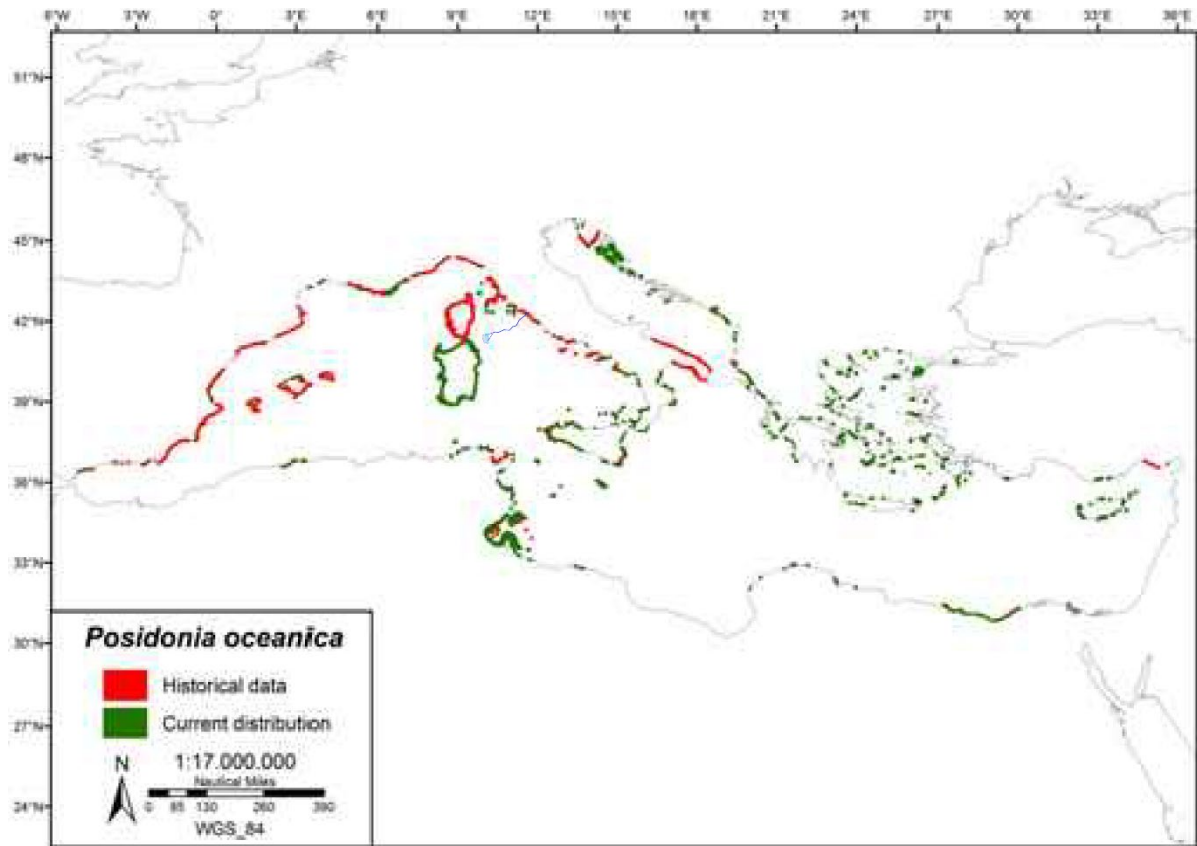 6°W 3°W 0° 3°E 6°E 9°E 12°E 15°E 18°E 21°E 24°E 27°E 30°E 33°E 36°E
51°N
48°N
45°N
42°N
39°N
36°N
33°N
30°N
27°N
24°N
Posidonia oceanica
Historical data
Current distribution
N
1:17.000.000
Nautical Miles
0 65 130 260 390
WGS_84